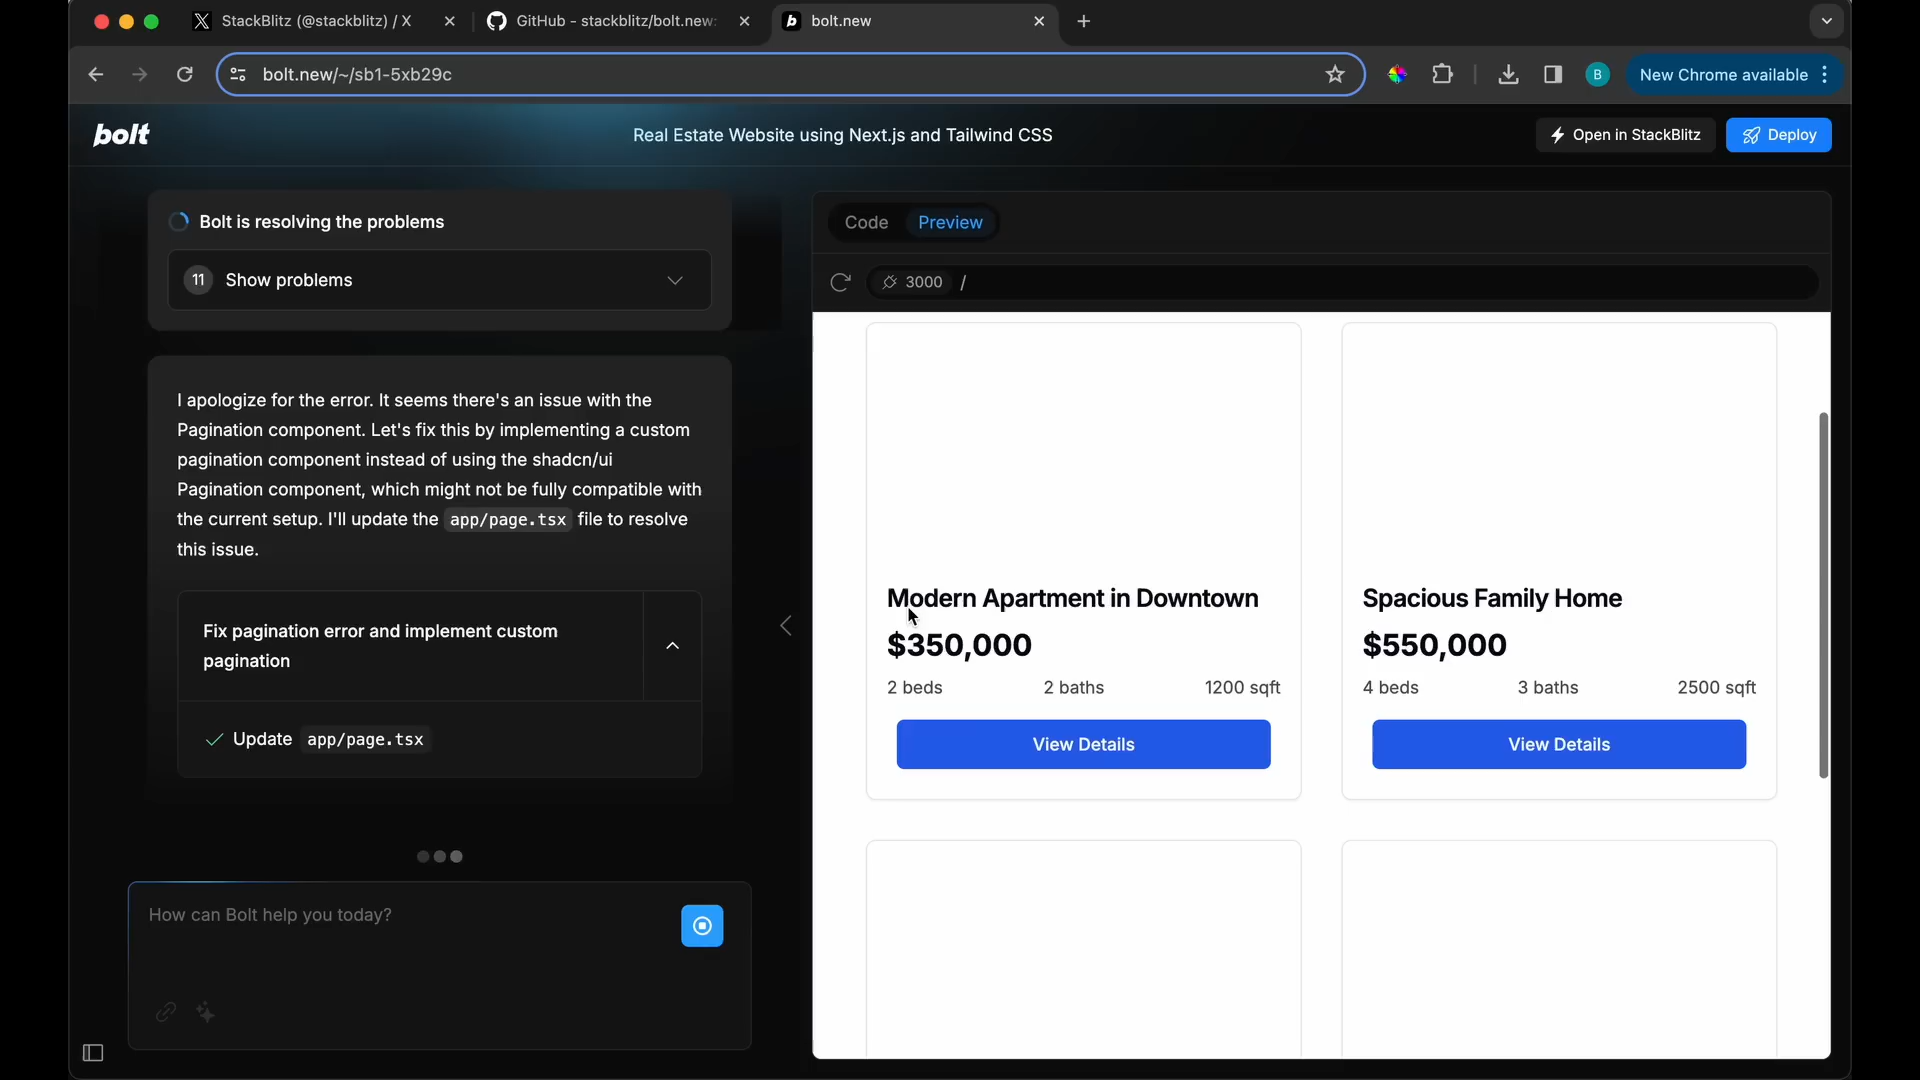 StackBlitz (@stackblitz) / X
GitHub - stackblitz/bolt.new:
b bolt.new
bolt.new/~/sb1-5xb29c
B
New Chrome available
bolt
Real Estate Website using Next.js and Tailwind CSS
Open in StackBlitz
Deploy
Bolt is resolving the problems
11 Show problems
I apologize for the error. It seems there's an issue with the
Pagination component. Let's fix this by implementing a custom
pagination component instead of using the shadcn/ui
Pagination component, which might not be fully compatible with
the current setup. I'll update the app/page.tsx file to resolve
this issue.
Fix pagination error and implement custom
pagination
Update app/page.tsx
How can Bolt help you today?
Code Preview
3000 /
Modern Apartment in Downtown
$350,000
2 beds 2 baths 1200 sqft
View Details
Spacious Family Home
$550,000
4 beds 3 baths 2500 sqft
View Details